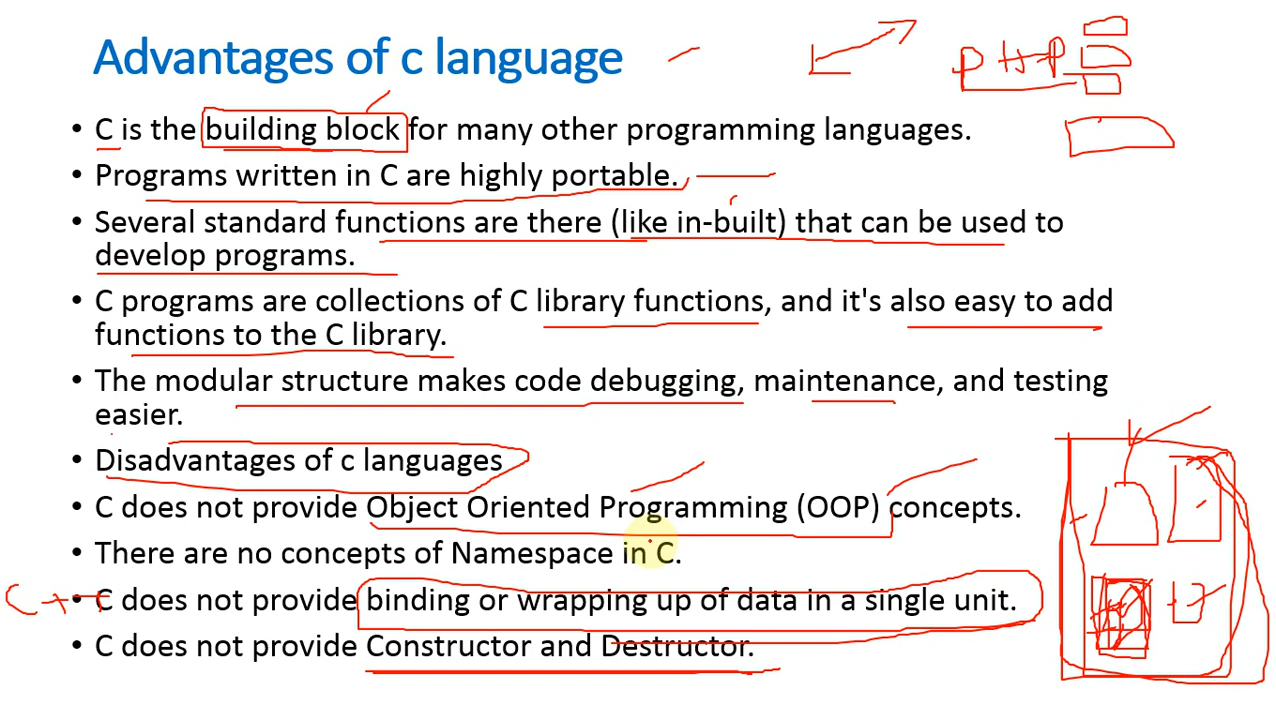 Advantages of c language
• C is the building block for many other programming languages.
• Programs written in C are highly portable.
• Several standard functions are there (like in-built) that can be used to
develop programs.
• C programs are collections of C library functions, and it's also easy to add
functions to the C library.
• The modular structure makes code debugging, maintenance, and testing
easier.
• Disadvantages of c languages
• C does not provide Object Oriented Programming (OOP) concepts.
• There are no concepts of Namespace in C.
• C does not provide binding or wrapping up of data in a single unit.
• C does not provide Constructor and Destructor.
C++